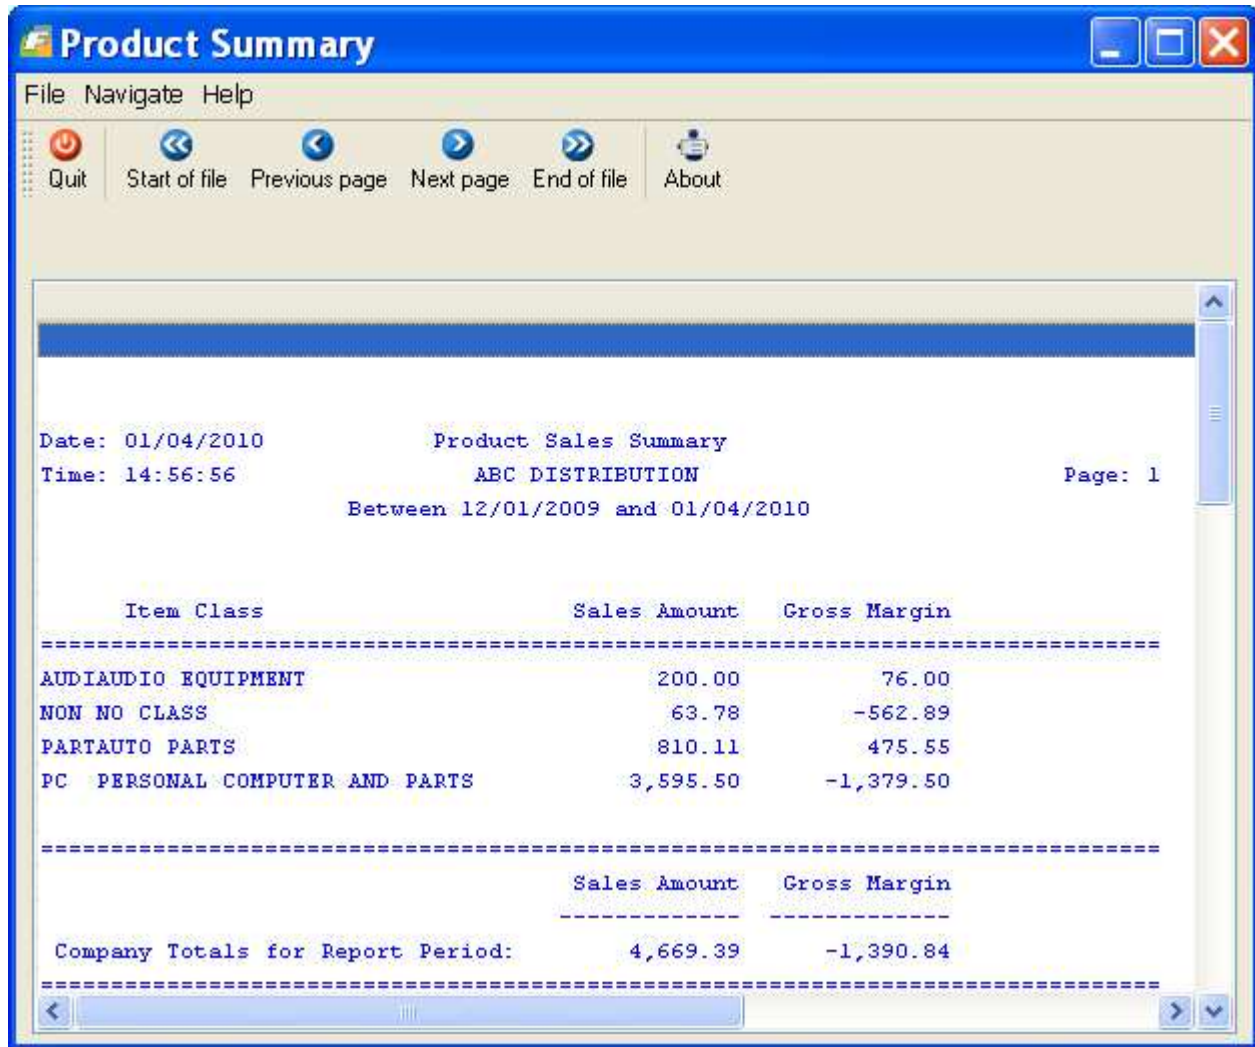 Product Summary
File Navigate Help
Quit Start of file Previous page Next page End of file About
Date: 01/04/2010 Product Sales Summary
Time: 14:56:56 ABC DISTRIBUTION Page: 1
Between 12/01/2009 and 01/04/2010
Item Class Sales Amount Gross Margin
================================================================================
AUDIAUDIO EQUIPMENT 200.00 76.00
NON NO CLASS 63.78 -562.89
PARTAUTO PARTS 810.11 475.55
PC PERSONAL COMPUTER AND PARTS 3,595.50 -1,379.50
================================================================================
Sales Amount Gross Margin
------------- -------------
Company Totals for Report Period: 4,669.39 -1,390.84
================================================================================